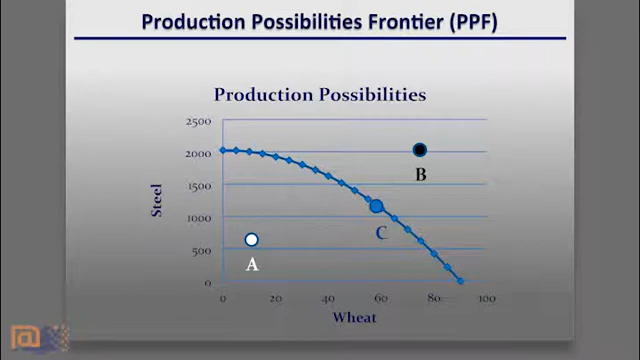 Production Possibilities Frontier (PPF)
Production Possibilities
2500
2000
1500
1000
500
0
Steel
B
C
A
0 20 40 60 80 100
Wheat